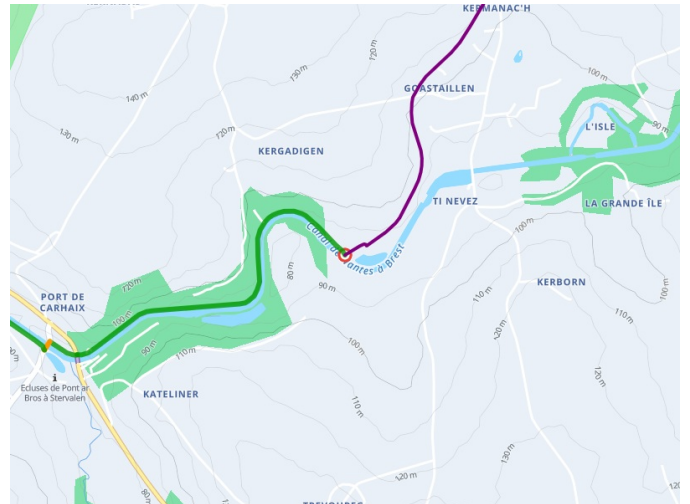 KERMANAC'H
120 m
130 m
100 m
140 m
GOASTAILLEN
90 m
130 m
120 m
L'ISLE
KERGADIGEN
TI NEVEZ
LA GRANDE ÎLE
100 m
Canal de Nantes à Brest
80 m
120 m
90 m
KERBORN
100 m
PORT DE
CARHAIX
100 m
110 m
110 m
90 m
110 m
100 m
120 m
Ecluses de Pont ar
Bros à Stervalen
KATELINER
110 m
120 m
130 m
120 m
80 m